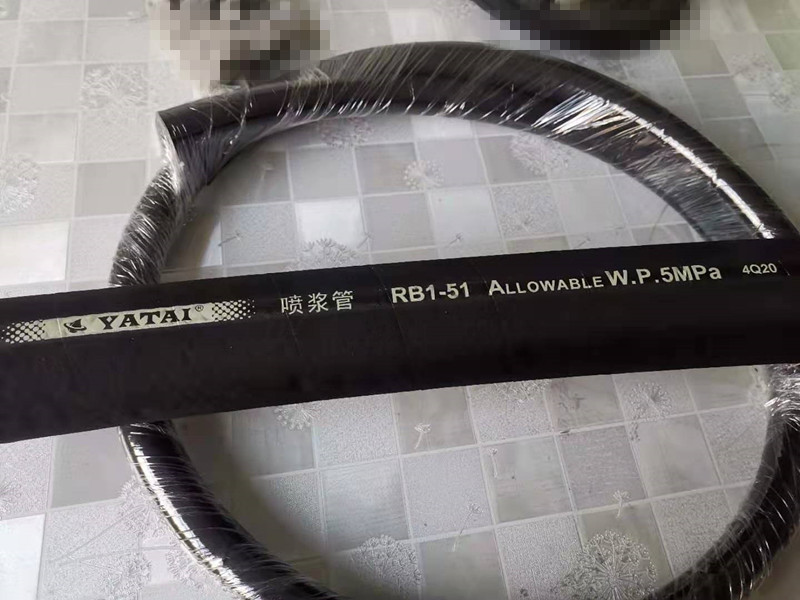 YATAI® 喷浆管 RB1-51 ALLOWABLE W.P.5MPa 4Q20